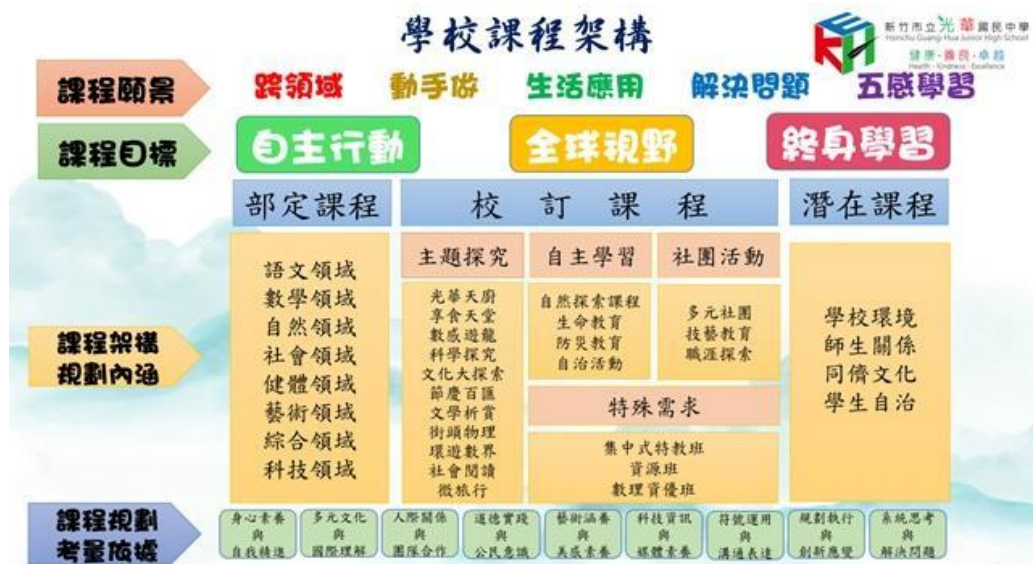 學校課程架構
新竹市立光華國民中學
Hsinchu Guang-Hua Junior High School
健康·善良·卓越
Health · Kindness · Excellence
課程願景
跨領域 動手做 生活應用 解決問題 五感學習
課程目標
自主行動 全球視野 終身學習
部定課程 校訂課程 潛在課程
課程架構
規劃內涵
語文領域
數學領域
自然領域
社會領域
健體領域
藝術領域
綜合領域
科技領域
主題探究
光華天廚
享食天堂
數感遊龍
科學探究
文化大探索
節慶百匯
文學析賞
街頭物理
環遊數界
社會閱讀
微旅行
自主學習
自然探索課程
生命教育
防災教育
自治活動
社團活動
多元社團
技藝教育
職涯探索
特殊需求
集中式特教班
資源班
數理資優班
學校環境
師生關係
同儕文化
學生自治
課程規劃
考量依據
身心素養
與
自我精進
多元文化
與
國際理解
人際關係
與
團隊合作
道德實踐
與
公民意識
藝術涵養
與
美感素養
科技資訊
與
媒體素養
符號運用
與
溝通表達
規劃執行
與
創新應變
系統思考
與
解決問題